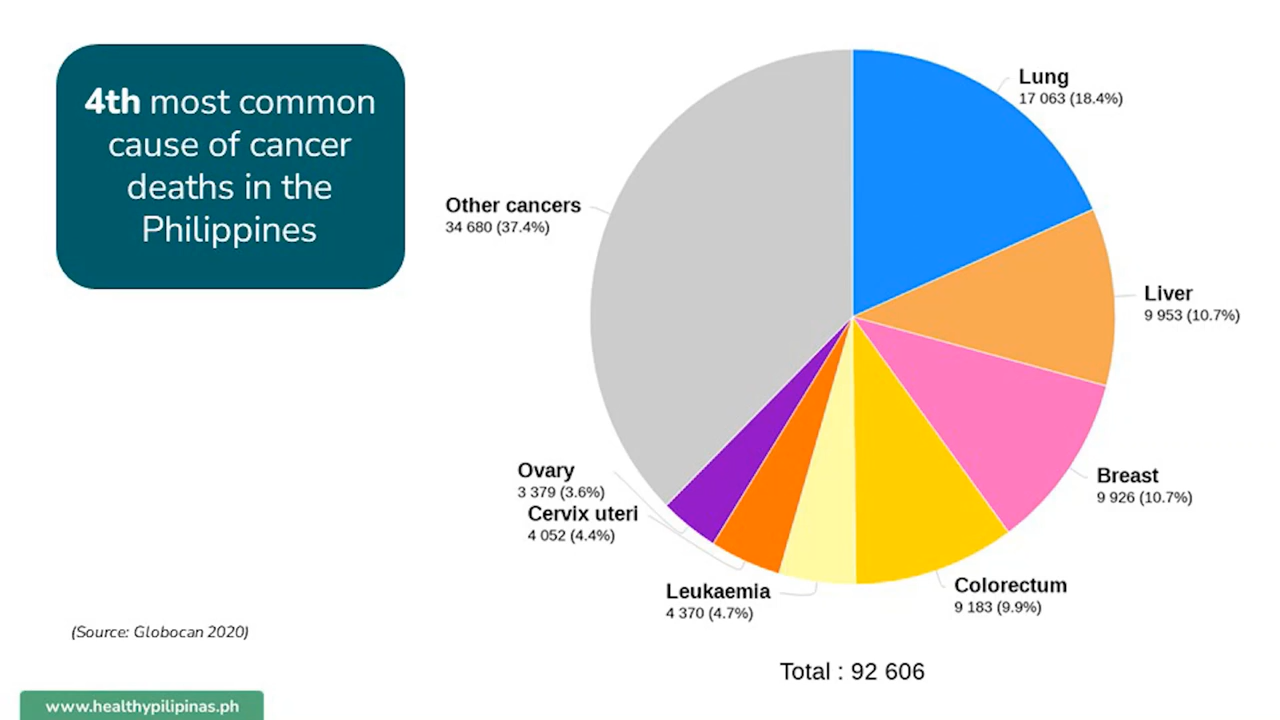 4th most common
cause of cancer
deaths in the
Philippines
Lung
17 063 (18.4%)
Other cancers
34 680 (37.4%)
Liver
9 953 (10.7%)
Breast
9 926 (10.7%)
Ovary
3 379 (3.6%)
Cervix uteri
4 052 (4.4%)
Leukaemia
4 370 (4.7%)
Colorectum
9 183 (9.9%)
(Source: Globocan 2020)
Total : 92 606
www.healthypilipinas.ph